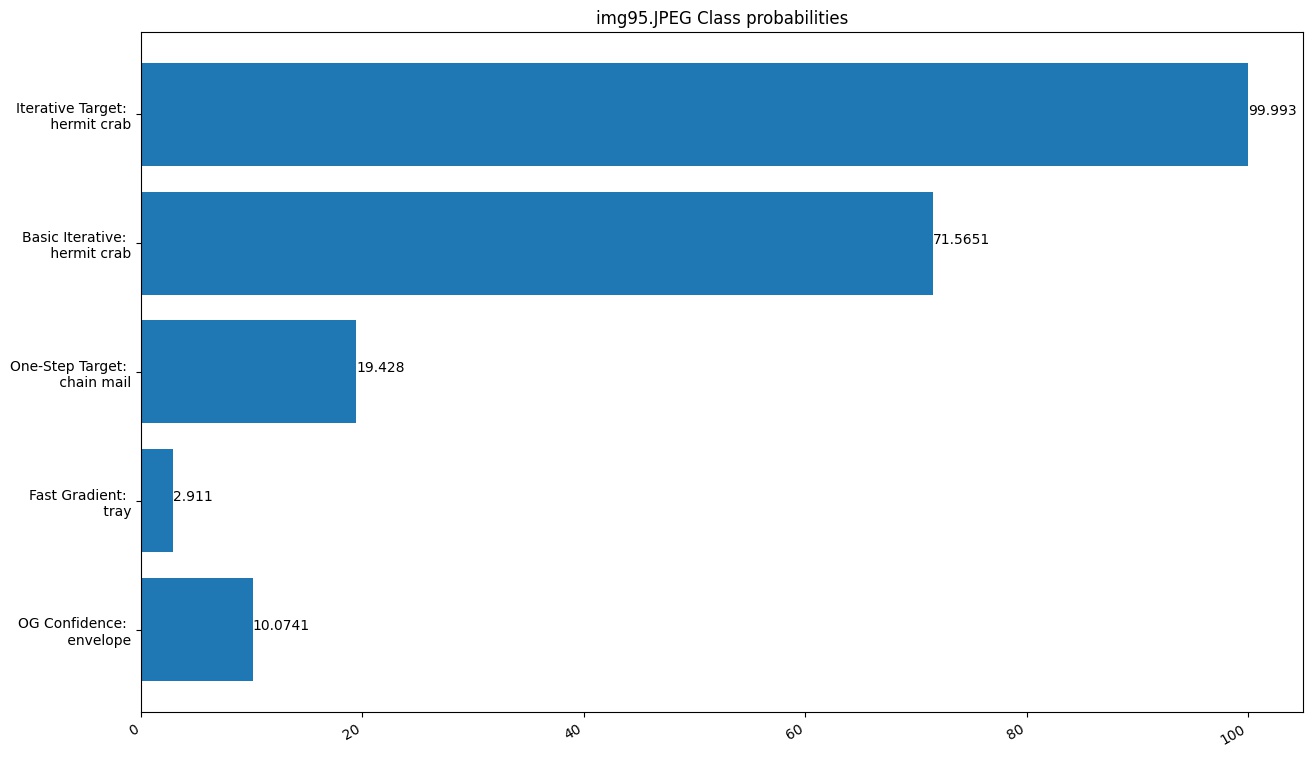 img95.JPEG Class probabilities
Iterative Target:
hermit crab
99.993
Basic Iterative:
hermit crab
71.5651
One-Step Target:
chain mail
19.428
Fast Gradient:
tray
2.911
OG Confidence:
envelope
10.0741
0
20
40
60
80
100